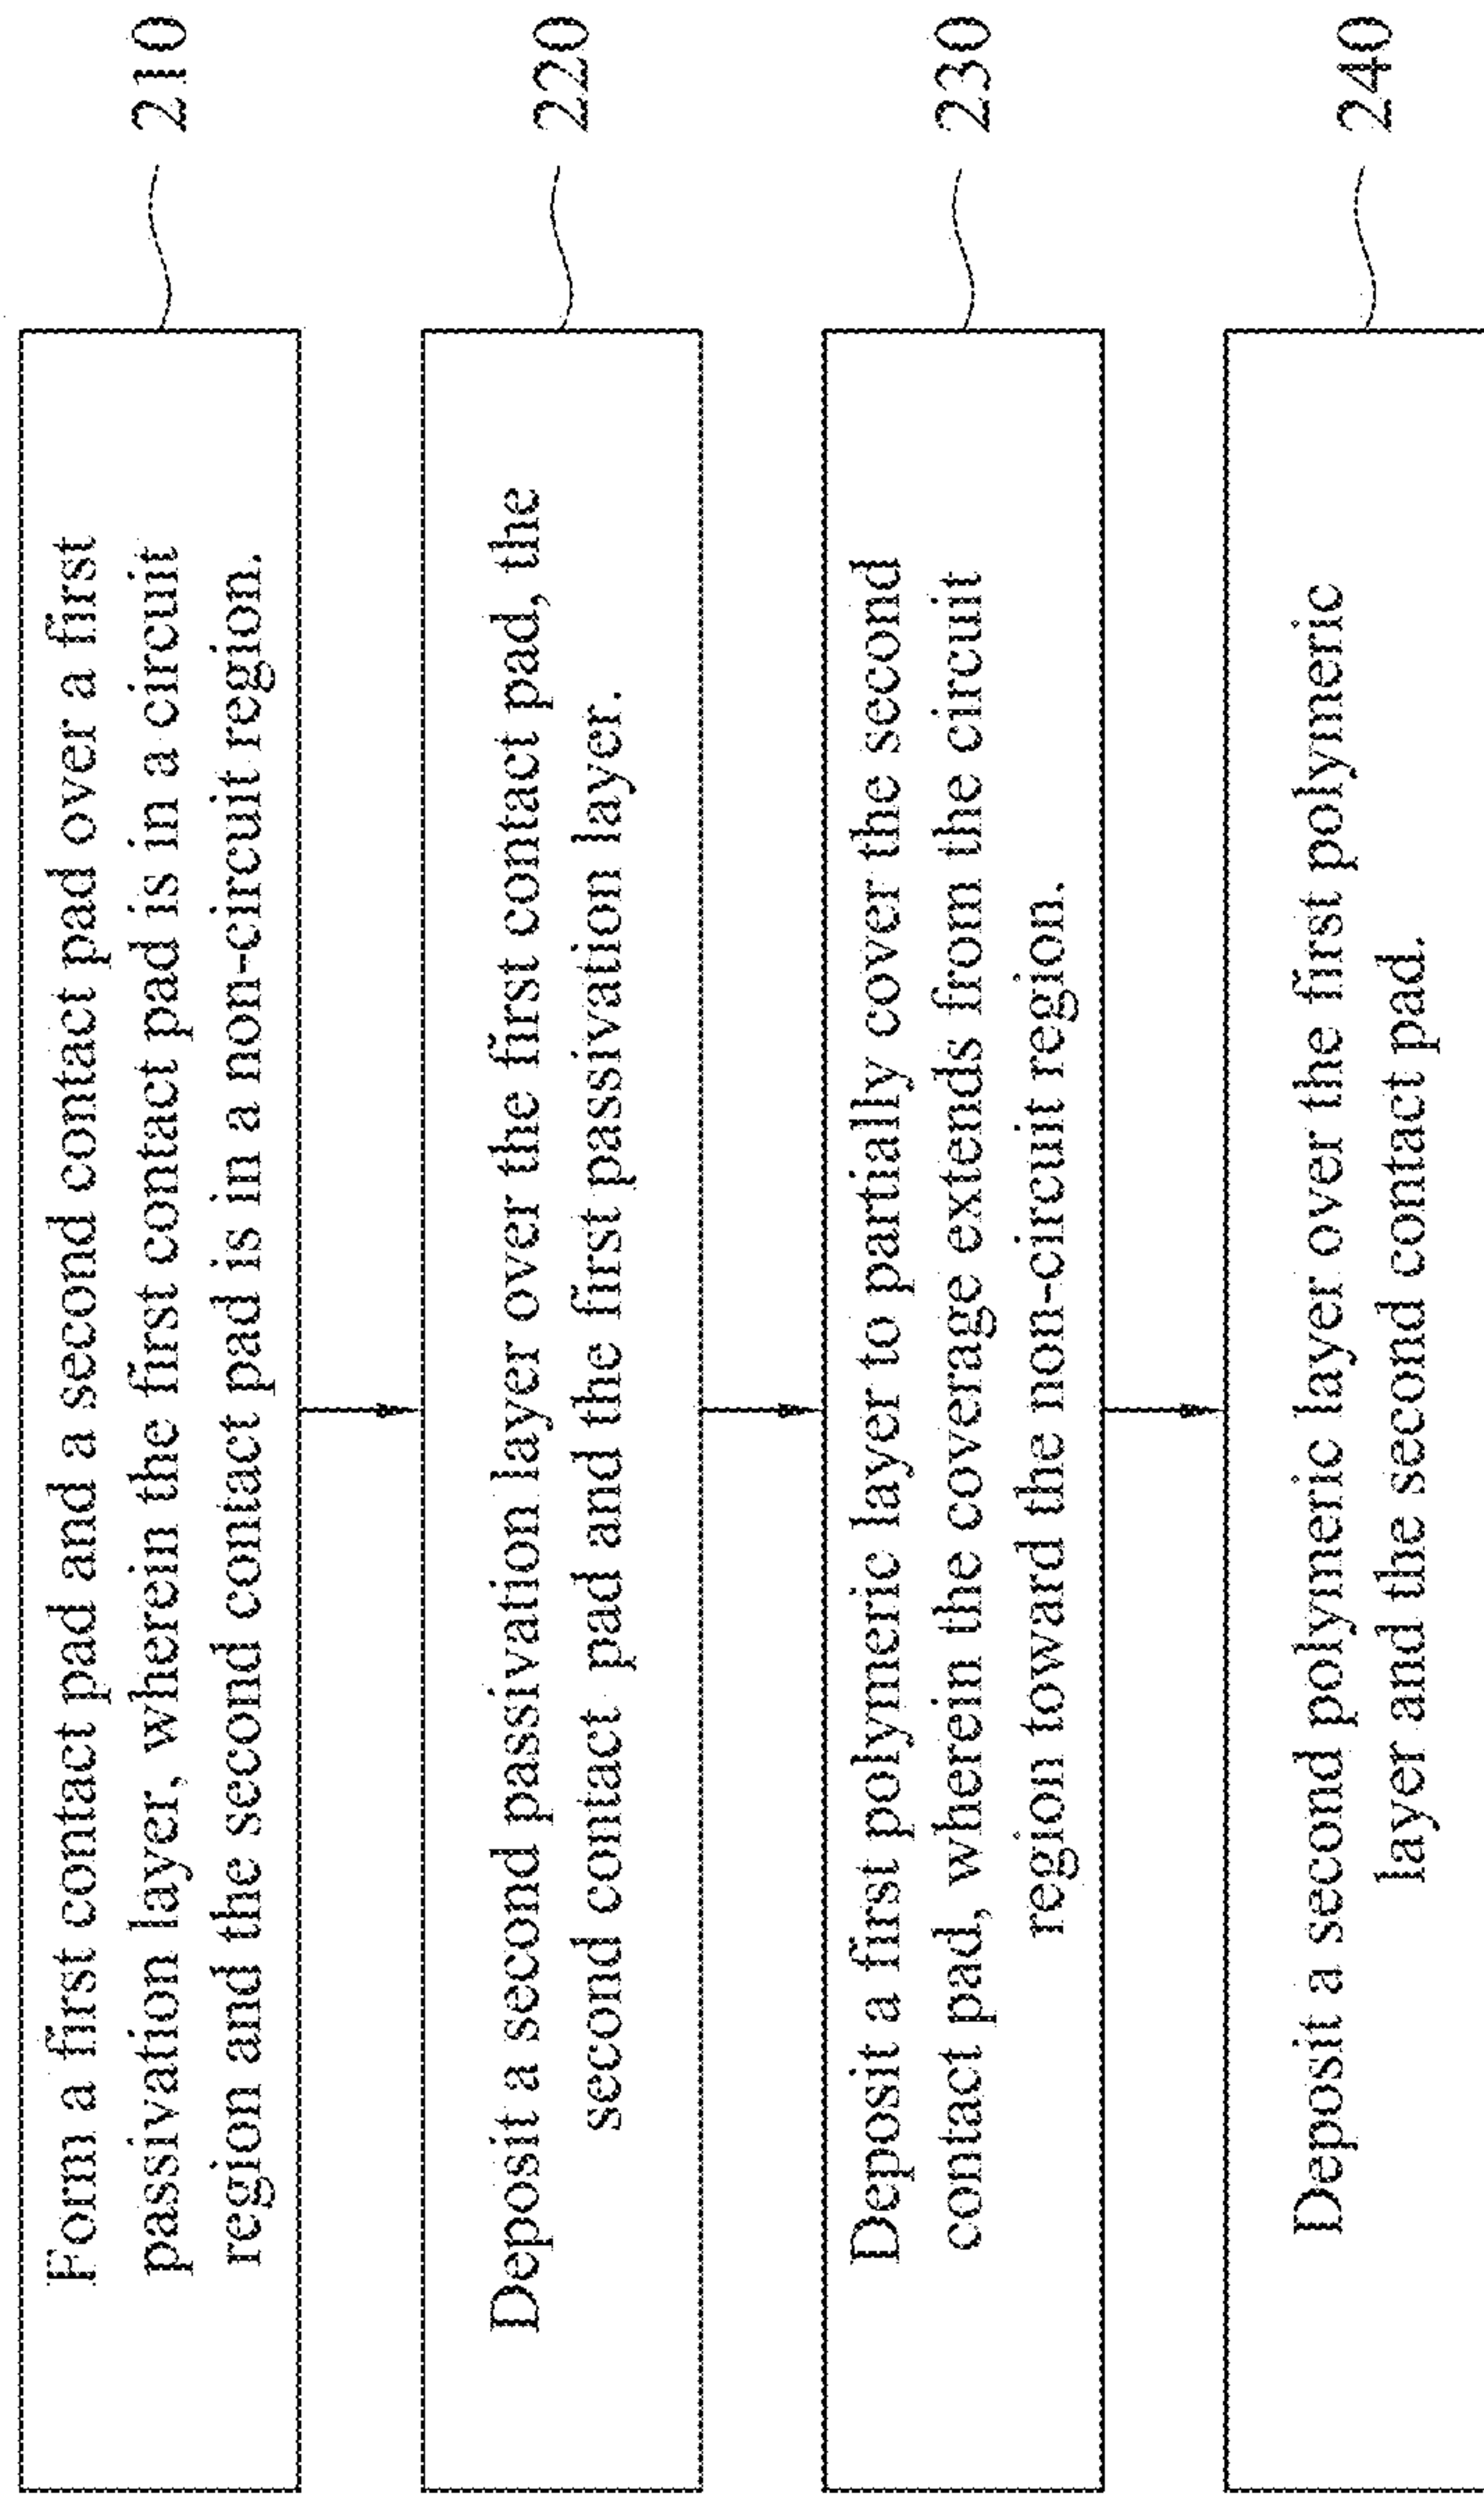 Form a first contact pad and a second contact pad over a first
passivation layer, wherein the first contact pad is in a circuit
region and the second contact pad is in a non-circuit region.
210
Deposit a second passivation layer over the first contact pad, the
second contact pad and the first passivation layer.
220
Deposit a first polymeric layer to partially cover the second
contact pad, wherein the coverage extends from the circuit
region toward the non-circuit region.
230
Deposit a second polymeric layer over the first polymeric
layer and the second contact pad.
240